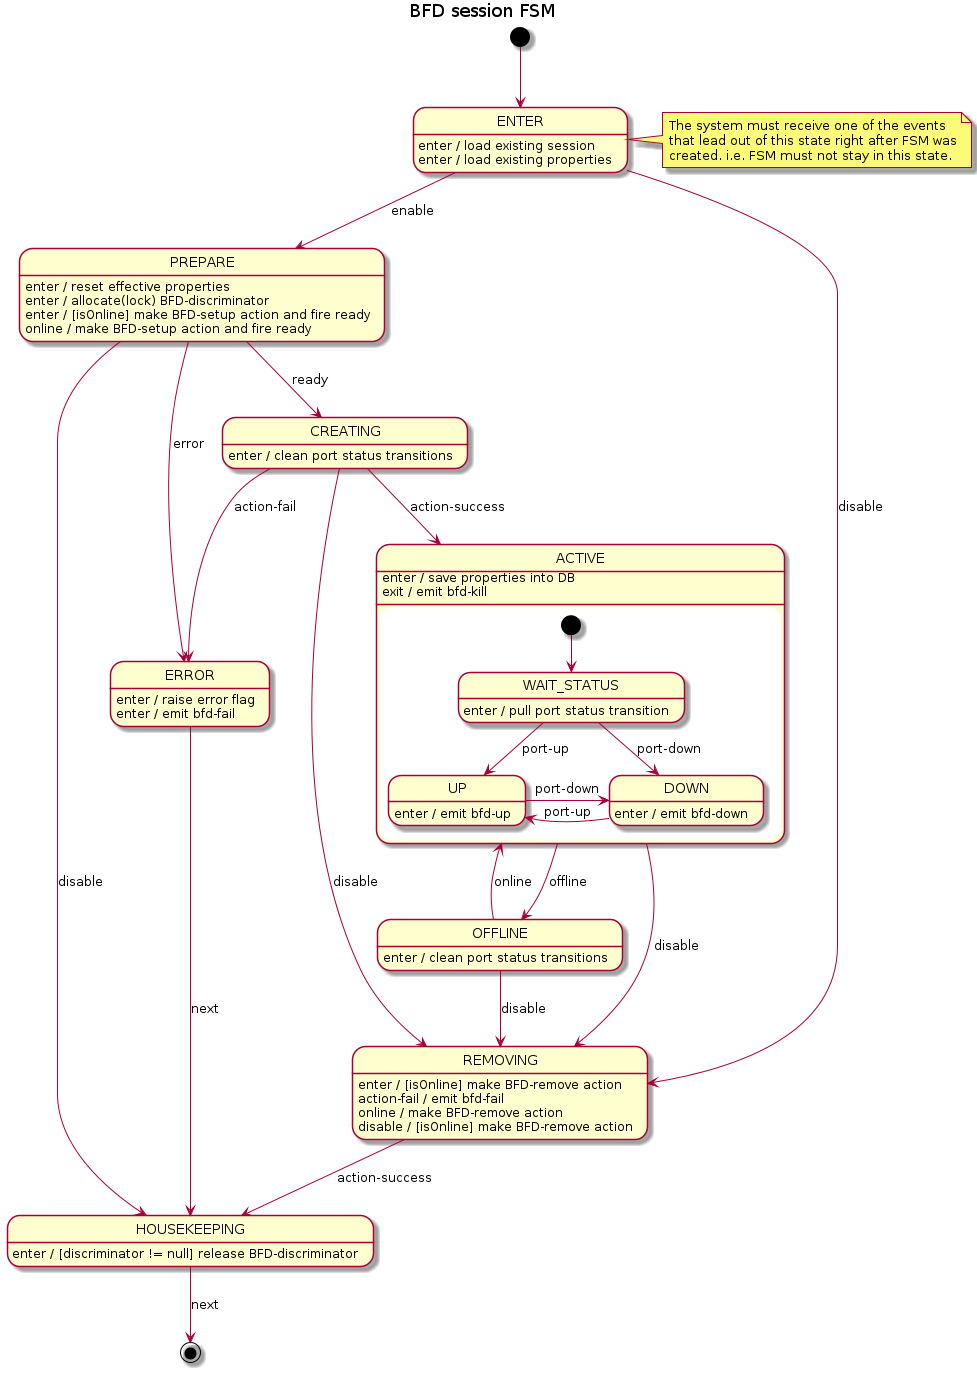 BFD session FSM
ENTER
enter / load existing session
enter / load existing properties
The system must receive one of the events
that lead out of this state right after FSM was
created. i.e. FSM must not stay in this state.
enable
PREPARE
enter / reset effective properties
enter / allocate(lock) BFD-discriminator
enter / [isOnline] make BFD-setup action and fire ready
online / make BFD-setup action and fire ready
ready
CREATING
enter / clean port status transitions
error
action-fail
action-success
disable
ACTIVE
enter / save properties into DB
exit / emit bfd-kill
WAIT_STATUS
enter / pull port status transition
port-up
port-down
UP
enter / emit bfd-up
port-down
port-up
DOWN
enter / emit bfd-down
ERROR
enter / raise error flag
enter / emit bfd-fail
disable
disable
online
offline
OFFLINE
enter / clean port status transitions
disable
next
disable
REMOVING
enter / [isOnline] make BFD-remove action
action-fail / emit bfd-fail
online / make BFD-remove action
disable / [isOnline] make BFD-remove action
action-success
HOUSEKEEPING
enter / [discriminator != null] release BFD-discriminator
next